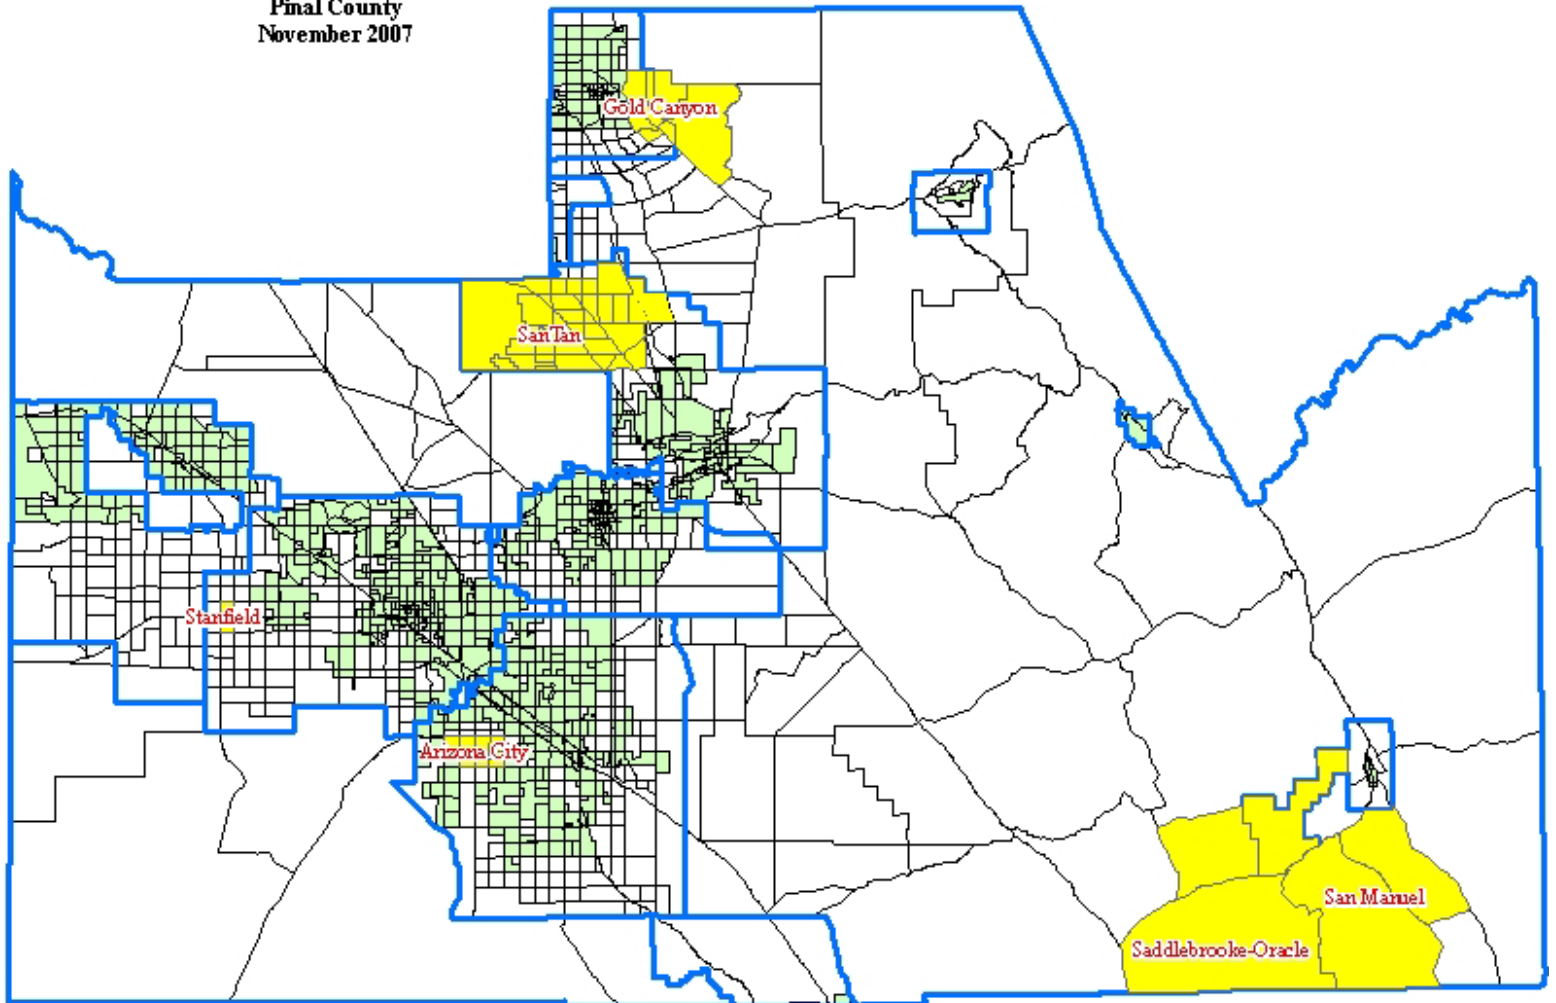 Pinal County
November 2007
Gold Canyon
SanTan
Stanfield
Arizona City
San Manuel
Saddlebrooke-Oracle